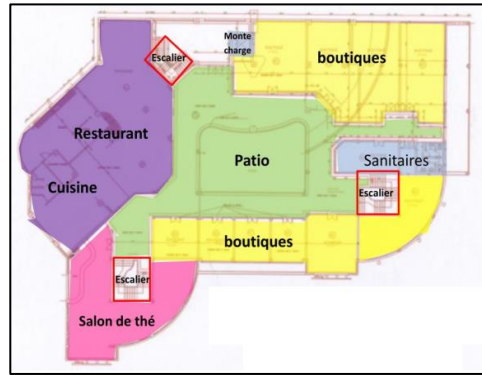 Monte
charge
Escalier
boutiques
Restaurant
Patio
Sanitaires
Cuisine
Escalier
boutiques
Escalier
Salon de thé